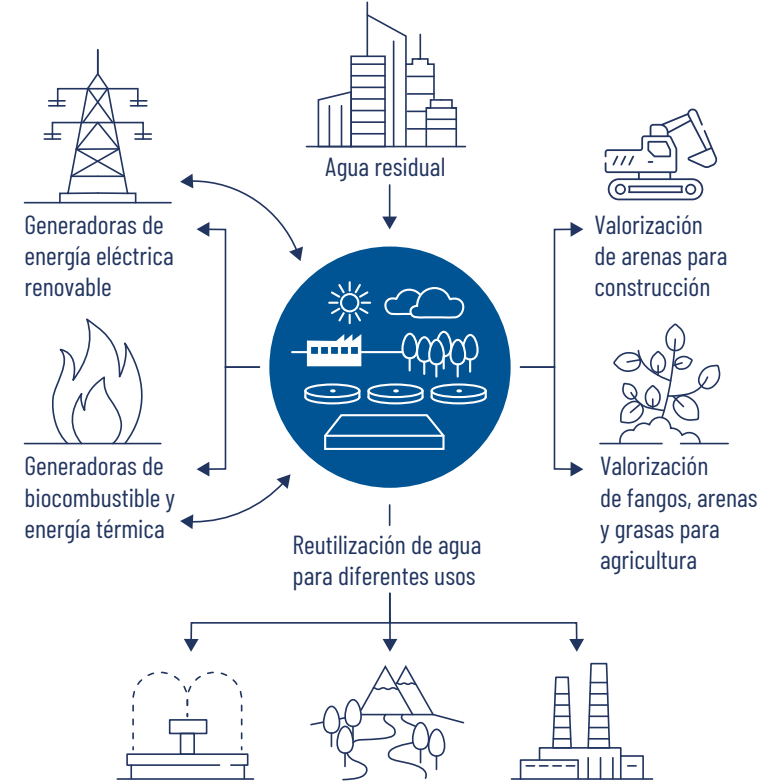 Agua residual
Generadoras de
energía eléctrica
renovable
Valorización
de arenas para
construcción
Generadoras de
biocombustible y
energía térmica
Valorización
de fangos, arenas
y grasas para
agricultura
Reutilización de agua
para diferentes usos